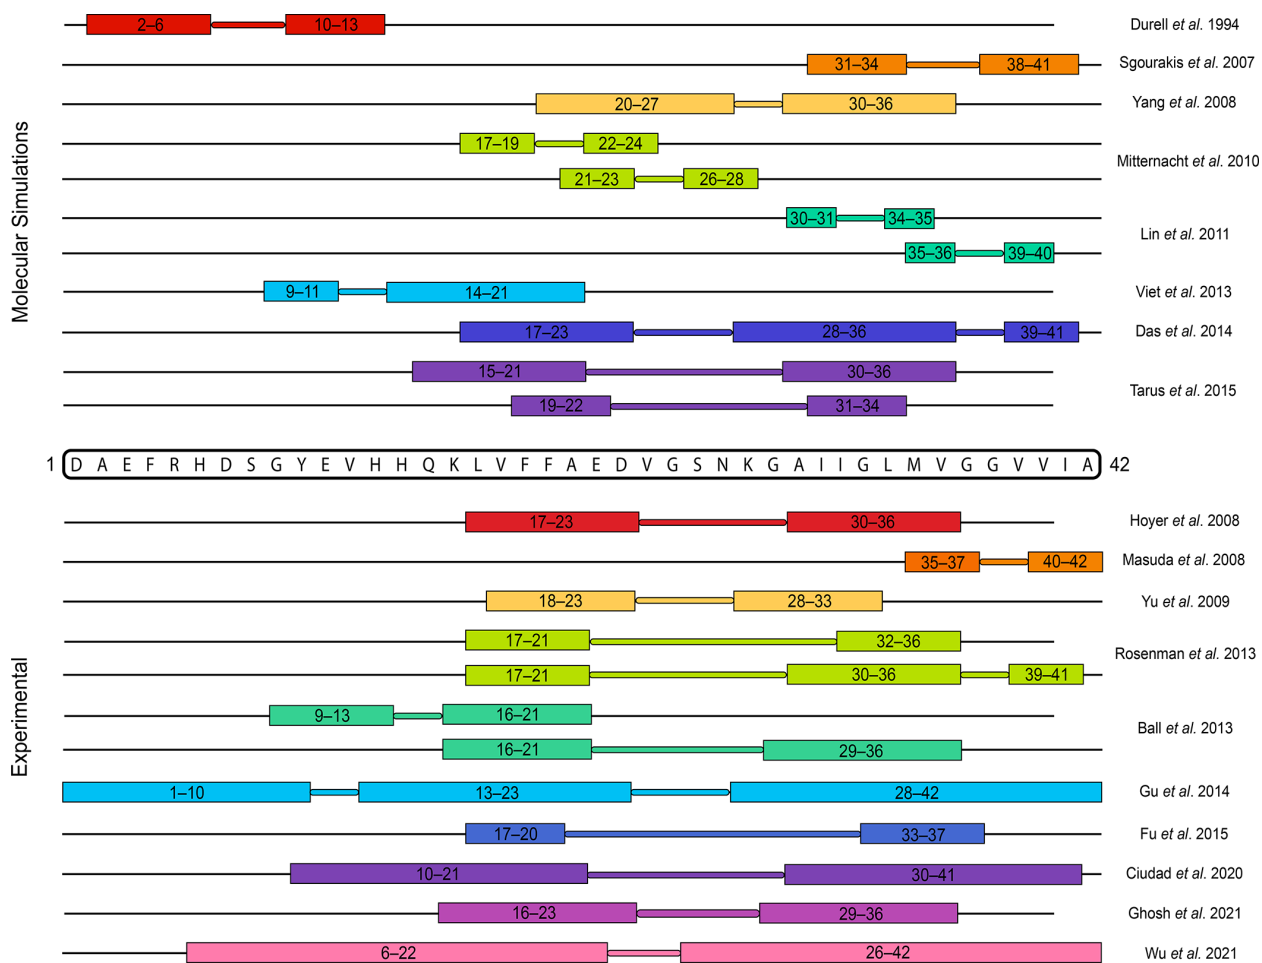 Molecular Simulations
2–6 10–13 Durell et al. 1994
31–34 38–41 Sgourakis et al. 2007
20–27 30–36 Yang et al. 2008
17–19 22–24
Mitternacht et al. 2010
21–23 26–28
30–31 34–35
Lin et al. 2011
35–36 39–40
9–11 14–21 Viet et al. 2013
17–23 28–36 39–41 Das et al. 2014
15–21 30–36
Tarus et al. 2015
19–22 31–34
1 D A E F R H D S G Y E V H H Q K L V F F A E D V G S N K G A I I G L M V G G V V I A 42
Experimental
17–23 30–36 Hoyer et al. 2008
35–37 40–42 Masuda et al. 2008
18–23 28–33 Yu et al. 2009
17–21 32–36
Rosenman et al. 2013
17–21 30–36 39–41
9–13 16–21
Ball et al. 2013
16–21 29–36
1–10 13–23 28–42 Gu et al. 2014
17–20 33–37 Fu et al. 2015
10–21 30–41 Ciudad et al. 2020
16–23 29–36 Ghosh et al. 2021
6–22 26–42 Wu et al. 2021